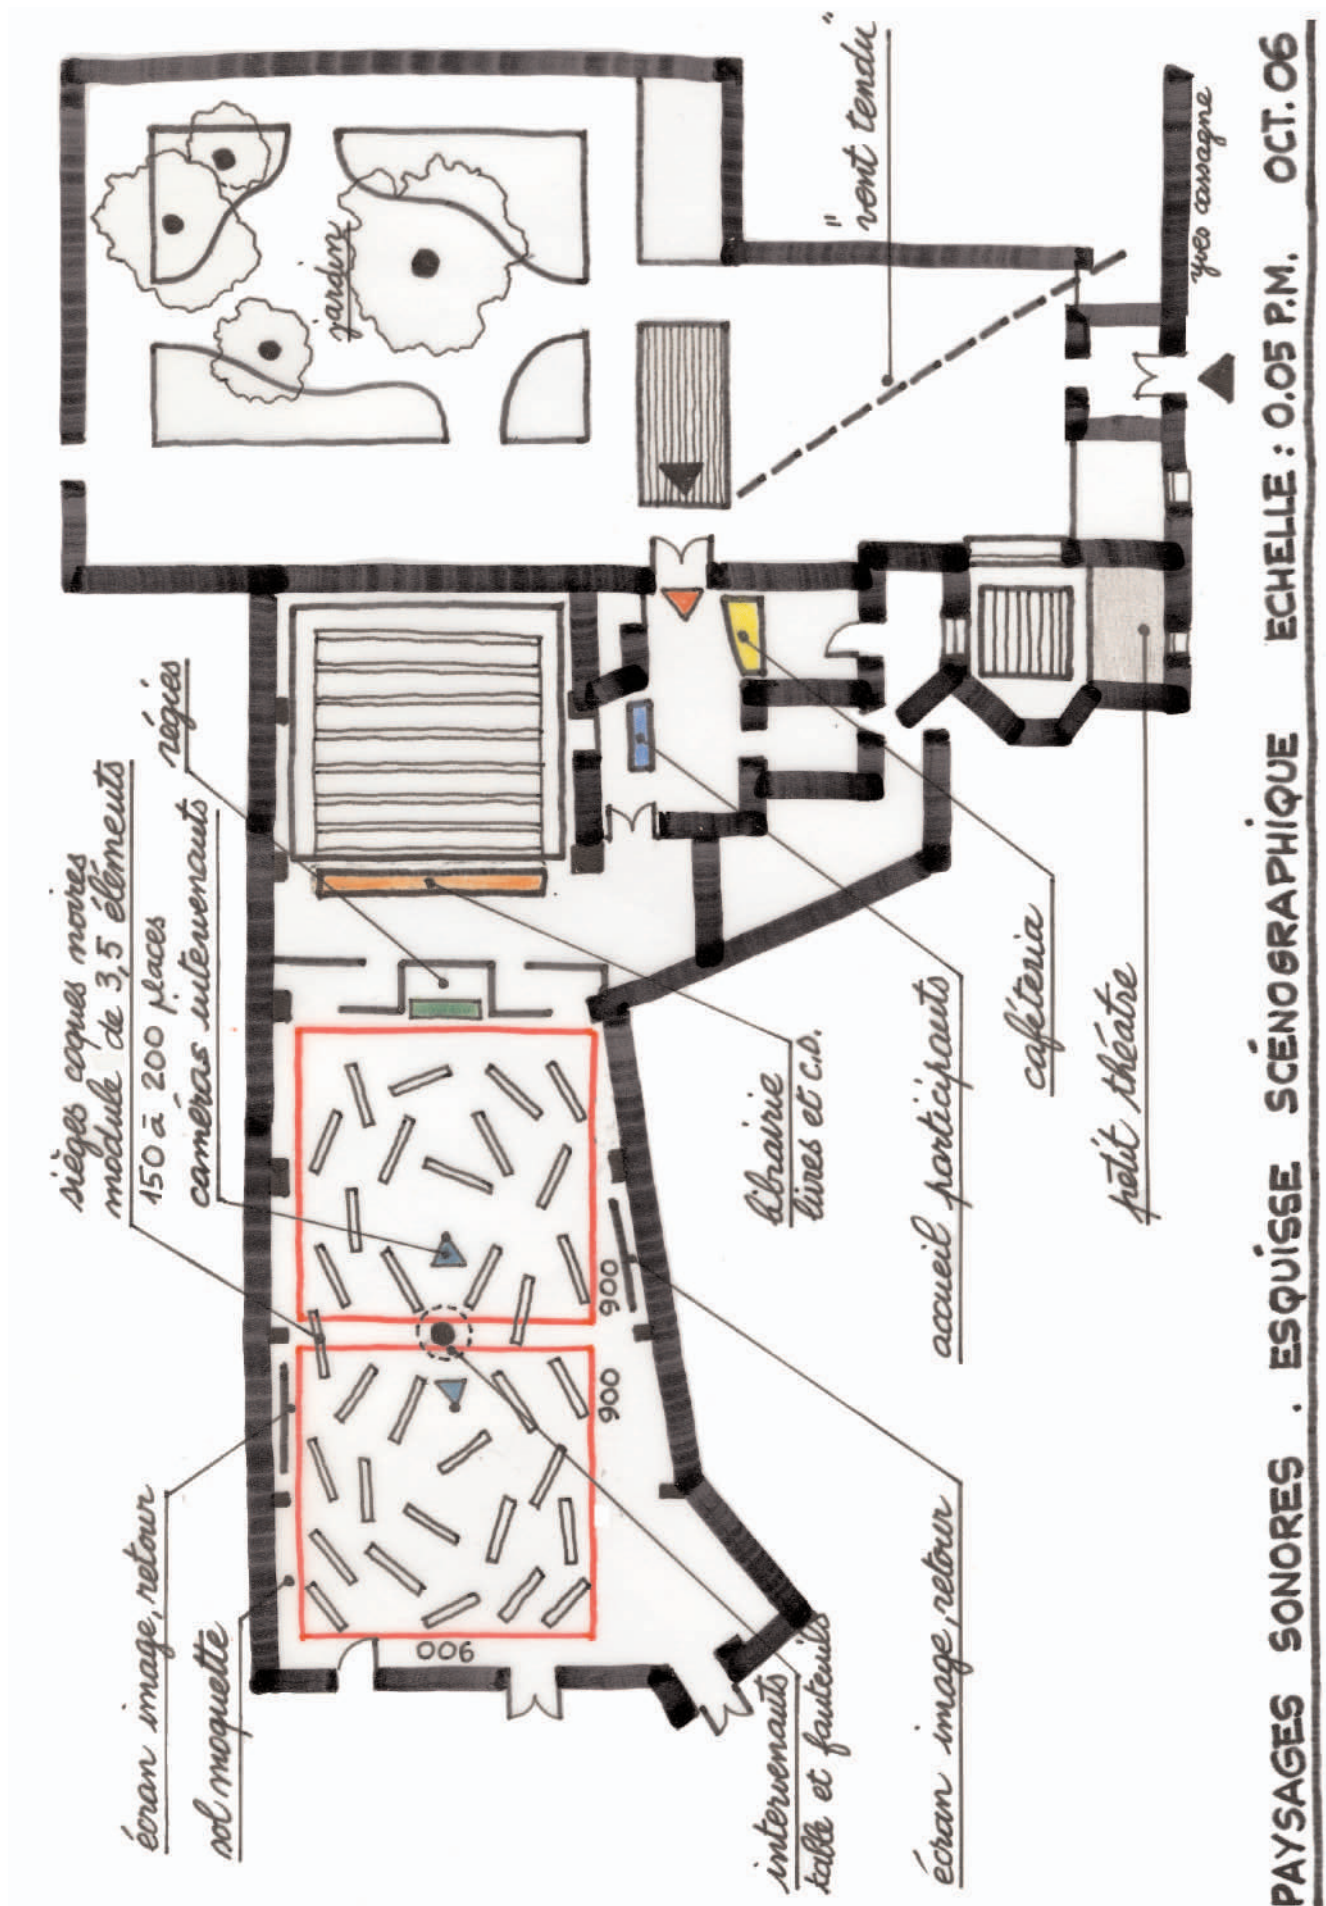 écran image, retour
sol moquette
sièges coques noires
module de 3,5 éléments
150 à 200 places
caméras intervenants
régies
jardin
"vent tendu"
900
900
900
intervenants
table et fauteuils
écran image, retour
librairie
livres et C.D.
accueil participants
cafétéria
petit théâtre
yves cassagne
PAYSAGES SONORES . ESQUISSE SCÉNOGRAPHIQUE ECHELLE : 0.05 P.M. OCT. 06